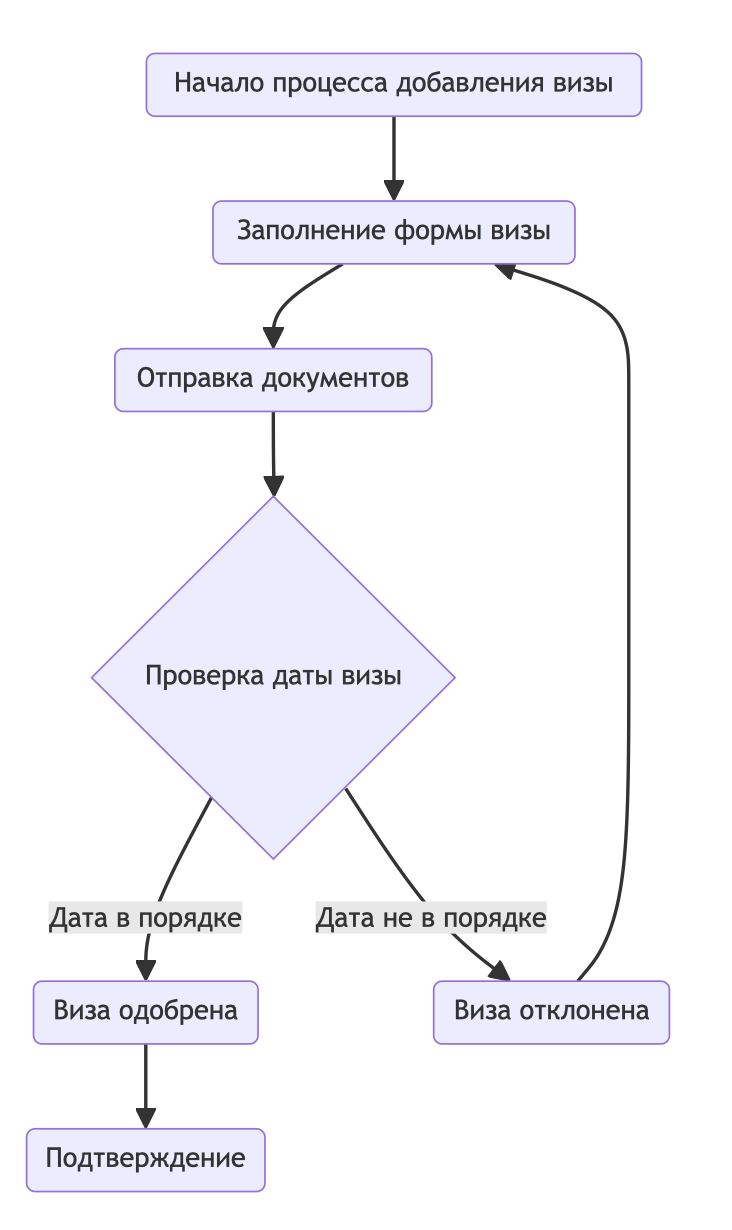 Начало процесса добавления визы
Заполнение формы визы
Отправка документов
Проверка даты визы
Дата в порядке
Дата не в порядке
Виза одобрена
Виза отклонена
Подтверждение